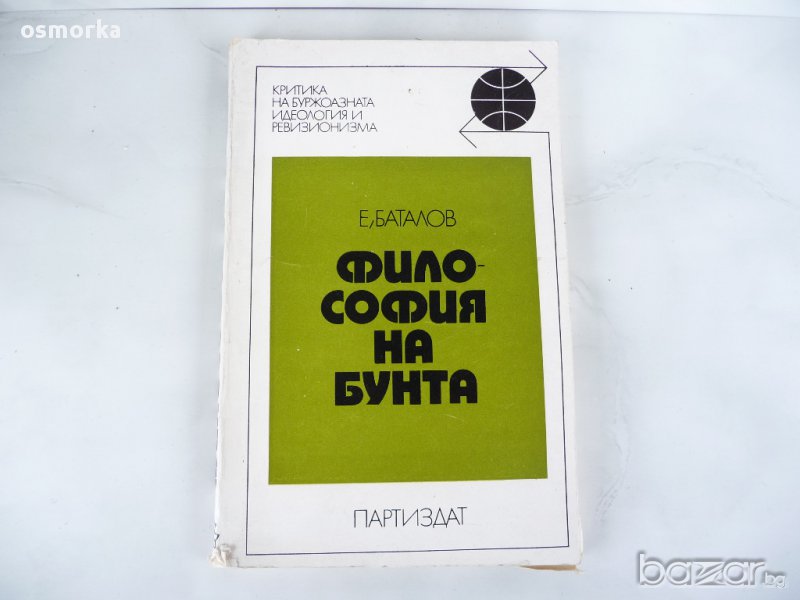 osmorka
КРИТИКА
НА БУРЖОАЗНАТА
ИДЕОЛОГИЯ И
РЕВИЗИОНИЗМА
Е. БАТАЛОВ
ФИЛО-
СОФИЯ
НА
БУНТА
ПАРТИЗДАТ
bazar.bg